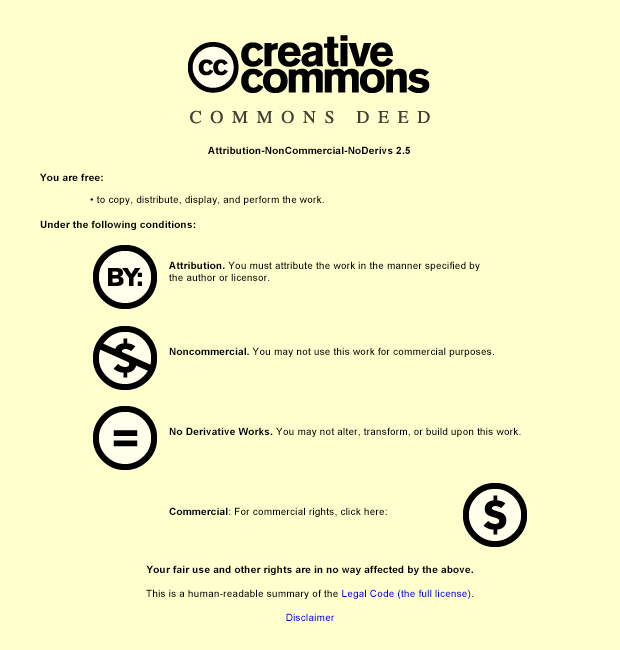 cc creative
commons
COMMONS DEED
Attribution-NonCommercial-NoDerivs 2.5
You are free:
• to copy, distribute, display, and perform the work.
Under the following conditions:
BY:
Attribution. You must attribute the work in the manner specified by
the author or licensor.
$
Noncommercial. You may not use this work for commercial purposes.
=
No Derivative Works. You may not alter, transform, or build upon this work.
Commercial: For commercial rights, click here:
$
Your fair use and other rights are in no way affected by the above.
This is a human-readable summary of the Legal Code (the full license).
Disclaimer